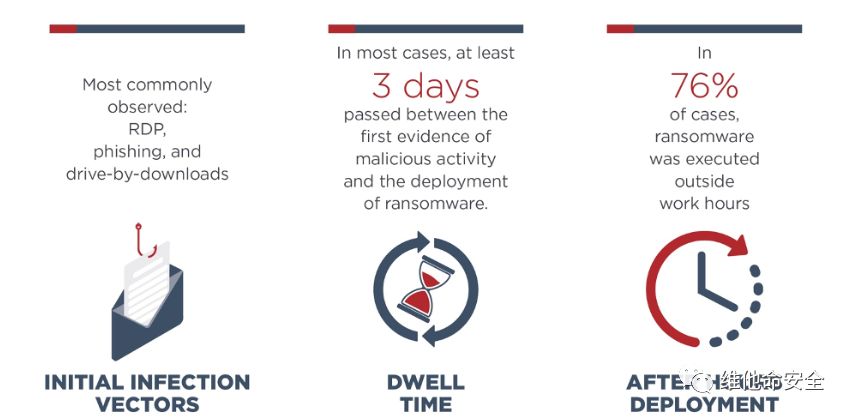 Most commonly
observed:
RDP,
phishing, and
drive-by-downloads
INITIAL INFECTION
VECTORS
In most cases, at least
3 days
passed between the
first evidence of
malicious activity
and the deployment
of ransomware.
DWELL
TIME
In
76%
of cases,
ransomware
was executed
outside
work hours
DEPLOYMENT
维他命安全